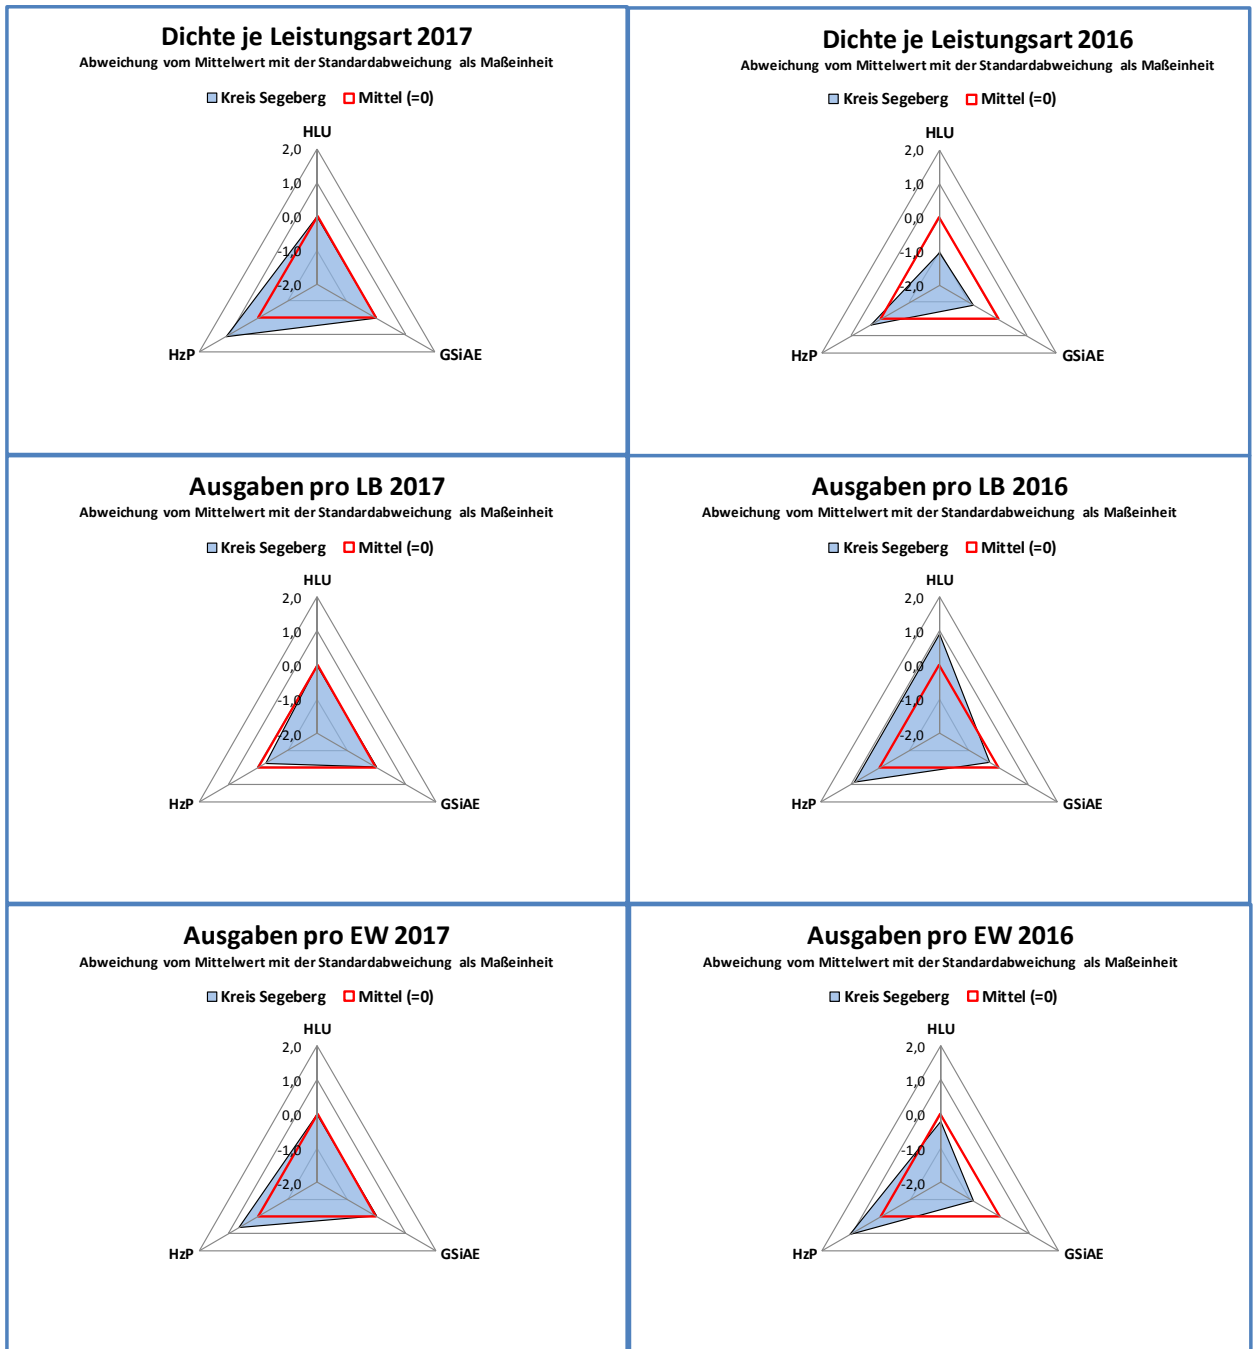 Dichte je Leistungsart 2017
Abweichung vom Mittelwert mit der Standardabweichung als Maßeinheit
Kreis Segeberg Mittel (=0)
HLU
2,0
1,0
0,0
-1,0
-2,0
HzP
GSiAE
Dichte je Leistungsart 2016
Abweichung vom Mittelwert mit der Standardabweichung als Maßeinheit
Kreis Segeberg Mittel (=0)
HLU
2,0
1,0
0,0
-1,0
-2,0
HzP
GSiAE
Ausgaben pro LB 2017
Abweichung vom Mittelwert mit der Standardabweichung als Maßeinheit
Kreis Segeberg Mittel (=0)
HLU
2,0
1,0
0,0
-1,0
-2,0
HzP
GSiAE
Ausgaben pro LB 2016
Abweichung vom Mittelwert mit der Standardabweichung als Maßeinheit
Kreis Segeberg Mittel (=0)
HLU
2,0
1,0
0,0
-1,0
-2,0
HzP
GSiAE
Ausgaben pro EW 2017
Abweichung vom Mittelwert mit der Standardabweichung als Maßeinheit
Kreis Segeberg Mittel (=0)
HLU
2,0
1,0
0,0
-1,0
-2,0
HzP
GSiAE
Ausgaben pro EW 2016
Abweichung vom Mittelwert mit der Standardabweichung als Maßeinheit
Kreis Segeberg Mittel (=0)
HLU
2,0
1,0
0,0
-1,0
-2,0
HzP
GSiAE